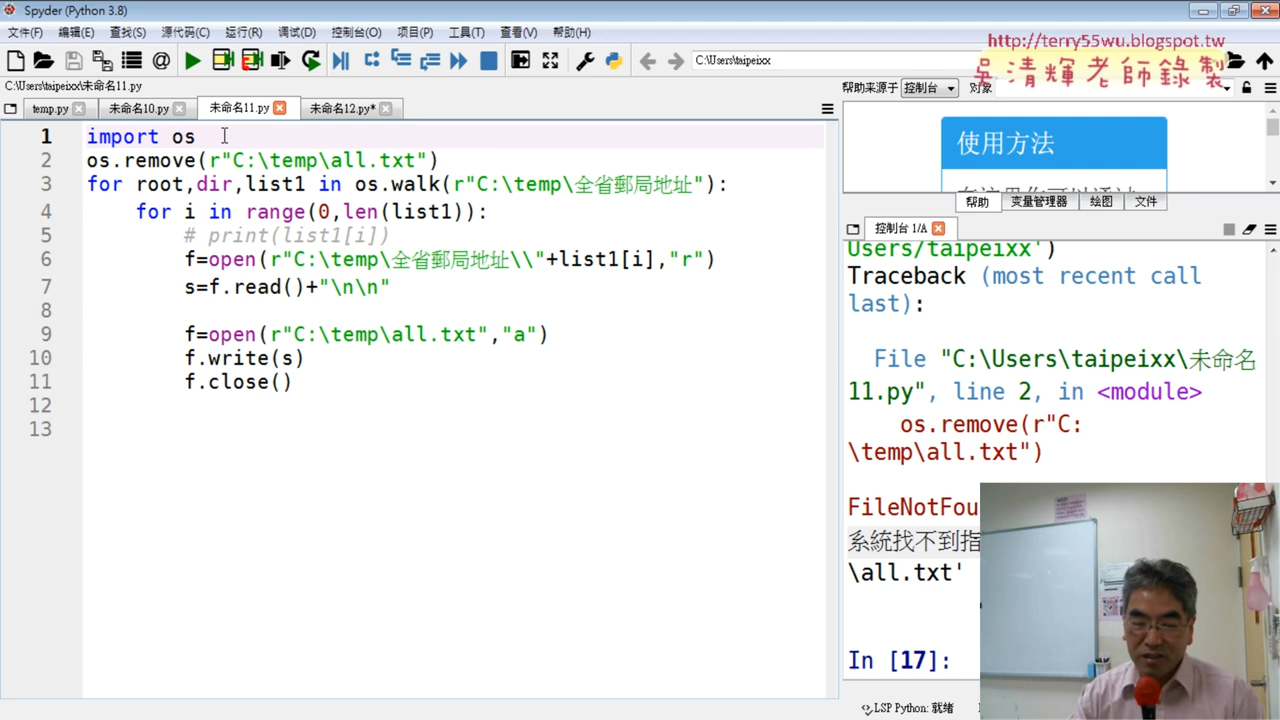 Spyder (Python 3.8)
文件(F) 编辑(E) 查找(S) 源代码(C) 运行(R) 调试(D) 控制台(O) 项目(P) 工具(T) 查看(V) 帮助(H)
http://terry55wu.blogspot.tw
吳清輝老師錄製
C:\Users\taipeixx
C:\Users\taipeixx\未命名11.py
帮助来源于 控制台 对象
temp.py 未命名10.py 未命名11.py 未命名12.py*
1 import os
2 os.remove(r"C:\temp\all.txt")
3 for root,dir,list1 in os.walk(r"C:\temp\全省郵局地址"):
4 for i in range(0,len(list1)):
5 # print(list1[i])
6 f=open(r"C:\temp\全省郵局地址\\"+list1[i],"r")
7 s=f.read()+"\n\n"
8
9 f=open(r"C:\temp\all.txt","a")
10 f.write(s)
11 f.close()
12
13
使用方法
帮助 变量管理器 绘图 文件
控制台 1/A
Users/taipeixx')
Traceback (most recent call
last):
File "C:\Users\taipeixx\未命名
11.py", line 2, in <module>
os.remove(r"C:
\temp\all.txt")
FileNotFou
系統找不到指
\all.txt'
In [17]:
LSP Python: 就绪